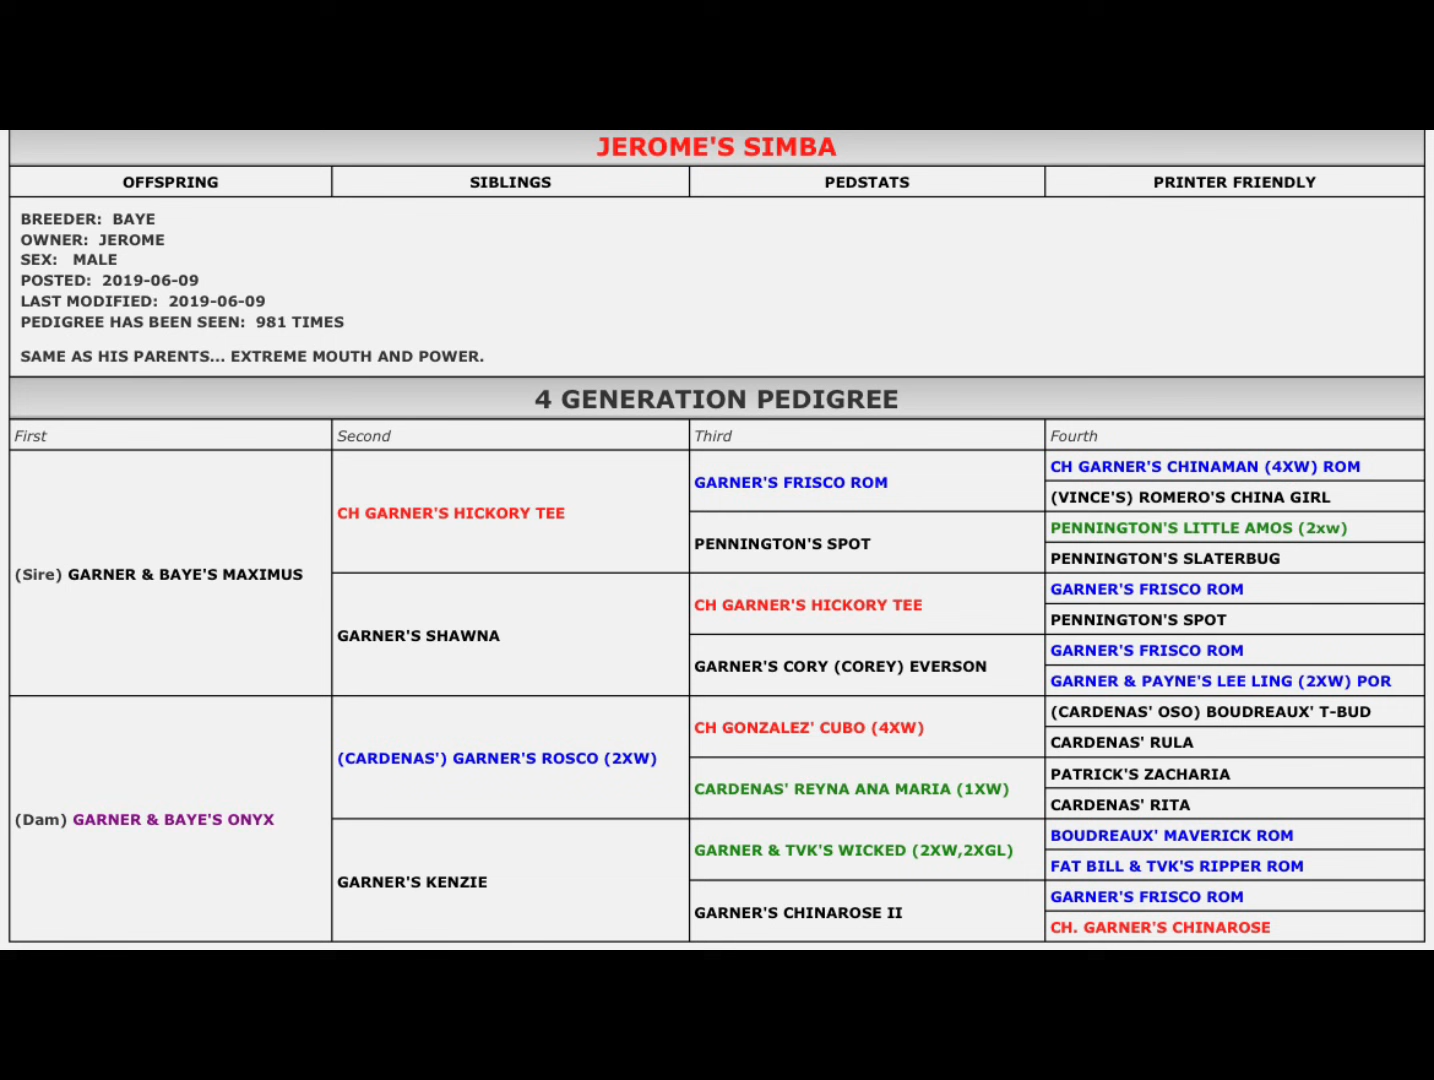 JEROME'S SIMBA
OFFSPRING
SIBLINGS
PEDSTATS
PRINTER FRIENDLY
BREEDER: BAYE
OWNER: JEROME
SEX: MALE
POSTED: 2019-06-09
LAST MODIFIED: 2019-06-09
PEDIGREE HAS BEEN SEEN: 981 TIMES
SAME AS HIS PARENTS... EXTREME MOUTH AND POWER.
4 GENERATION PEDIGREE
First
Second
Third
Fourth
(Sire) GARNER & BAYE'S MAXIMUS
CH GARNER'S HICKORY TEE
GARNER'S FRISCO ROM
CH GARNER'S CHINAMAN (4XW) ROM
(VINCE'S) ROMERO'S CHINA GIRL
PENNINGTON'S SPOT
PENNINGTON'S LITTLE AMOS (2xw)
PENNINGTON'S SLATERBUG
GARNER'S SHAWNA
CH GARNER'S HICKORY TEE
GARNER'S FRISCO ROM
PENNINGTON'S SPOT
GARNER'S CORY (COREY) EVERSON
GARNER'S FRISCO ROM
GARNER & PAYNE'S LEE LING (2XW) POR
(Dam) GARNER & BAYE'S ONYX
(CARDENAS') GARNER'S ROSCO (2XW)
CH GONZALEZ' CUBO (4XW)
(CARDENAS' OSO) BOUDREAUX' T-BUD
CARDENAS' RULA
CARDENAS' REYNA ANA MARIA (1XW)
PATRICK'S ZACHARIA
CARDENAS' RITA
GARNER'S KENZIE
GARNER & TVK'S WICKED (2XW,2XGL)
BOUDREAUX' MAVERICK ROM
FAT BILL & TVK'S RIPPER ROM
GARNER'S CHINAROSE II
GARNER'S FRISCO ROM
CH. GARNER'S CHINAROSE